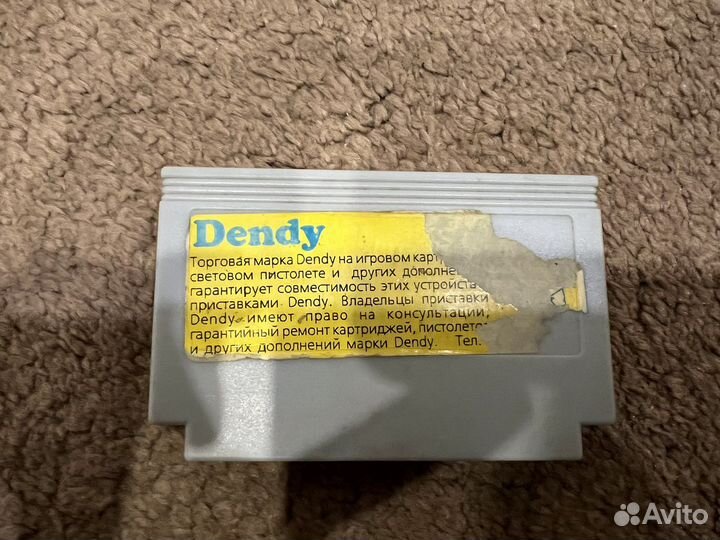 Dendy
Торговая марка Dendy на игровом карт
световом пистолете и других дополне
гарантирует совместимость этих устройств
приставками Dendy. Владельцы приставки
Dendy имеют право на консультации,
гарантийный ремонт картриджей, пистолето
и других дополнений марки Dendy. Тел.
Avito